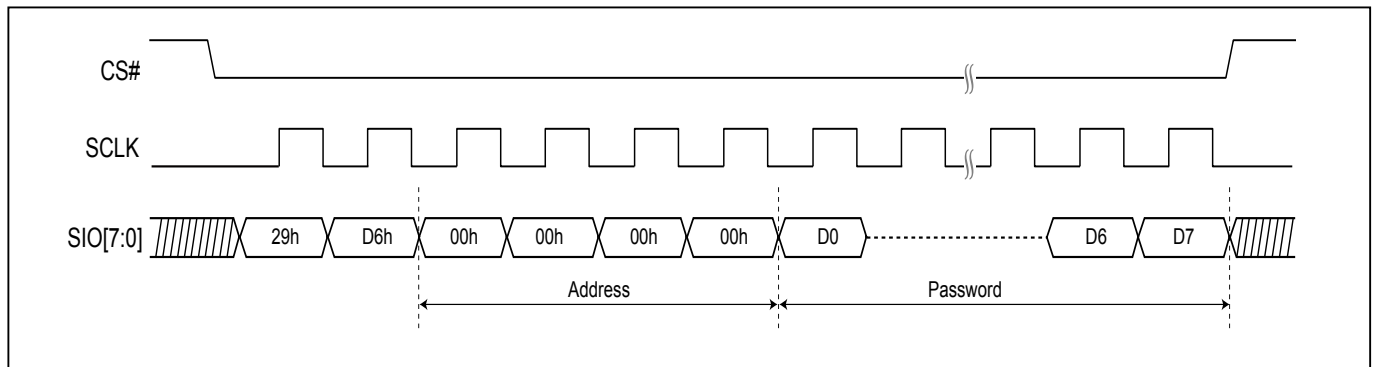 CS#
SCLK
SIO[7:0] 29h D6h 00h 00h 00h 00h D0 D6 D7
Address Password